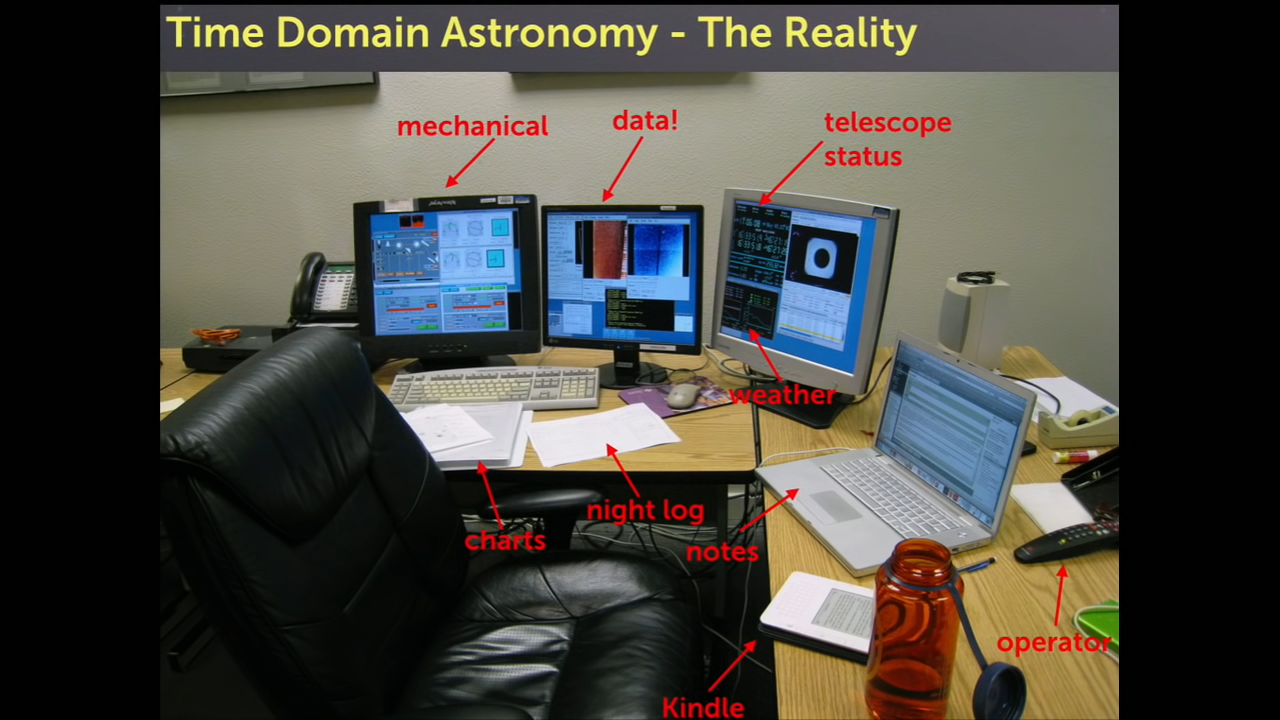 Time Domain Astronomy - The Reality
mechanical
data!
telescope
status
weather
night log
charts
notes
operator
Kindle